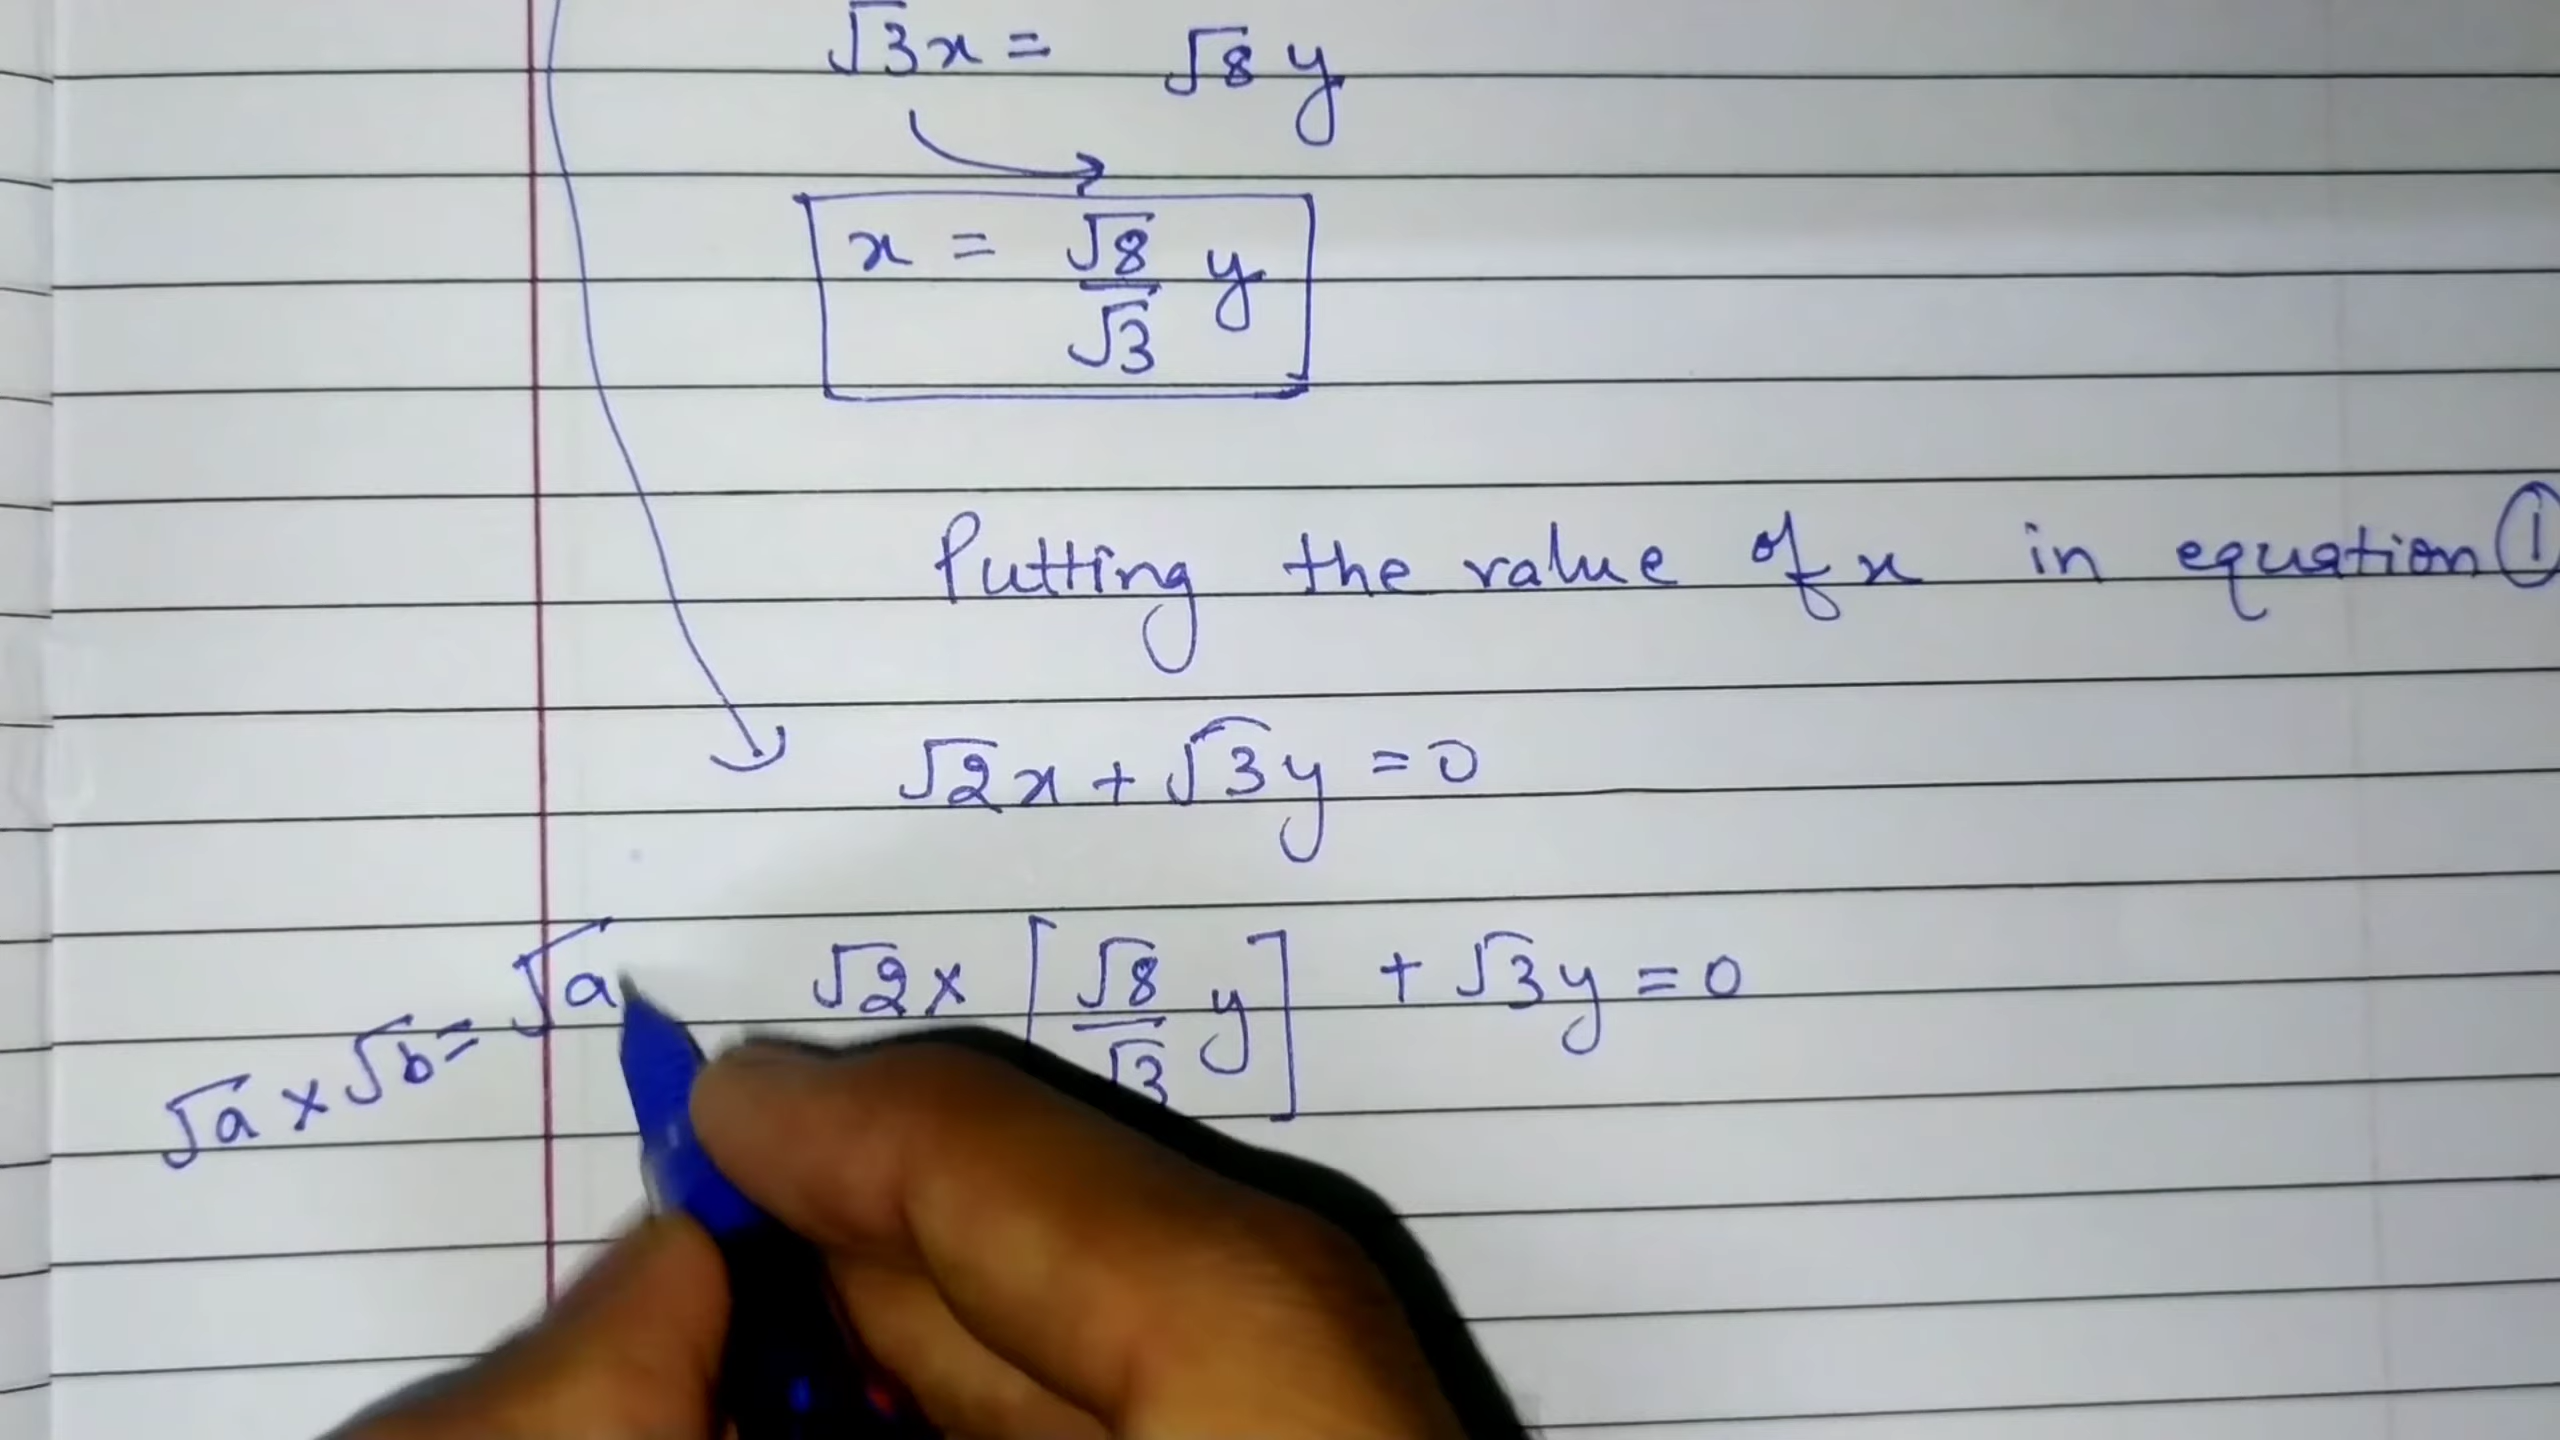 √3x = √8 y
x = √8/√3 y
Putting the value of x in equation ①
√2x + √3y = 0
√2 × [√8/√3 y] + √3y = 0
√a × √b = √a